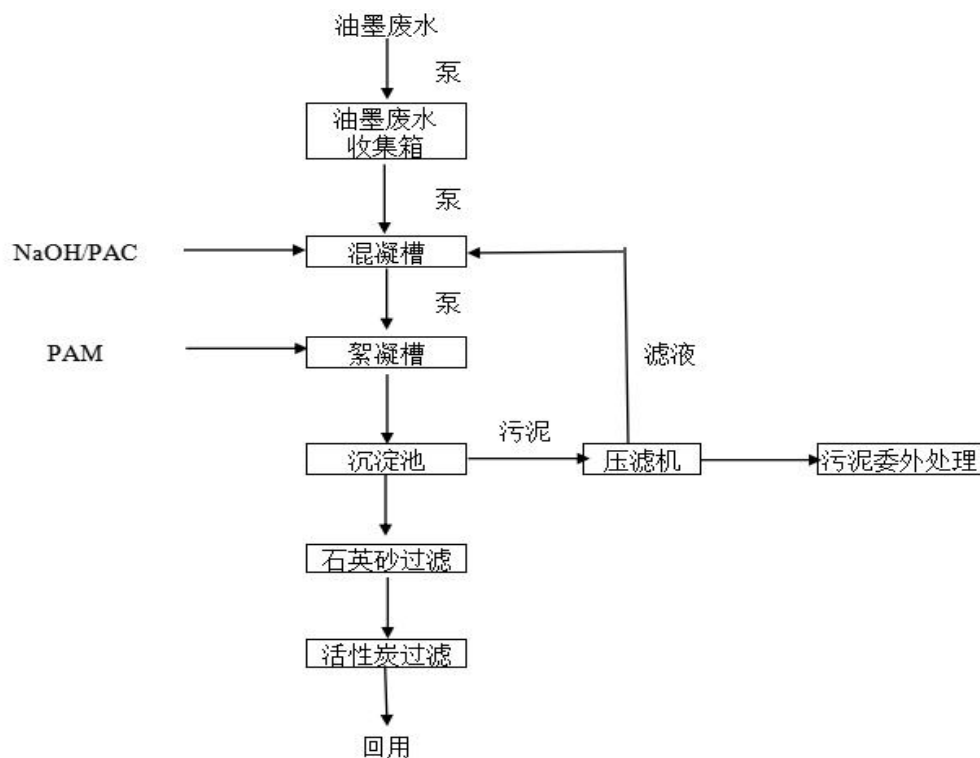 油墨废水
泵
油墨废水
收集箱
泵
NaOH/PAC
混凝槽
泵
PAM
絮凝槽
滤液
污泥
沉淀池
压滤机
污泥委外处理
石英砂过滤
活性炭过滤
回用